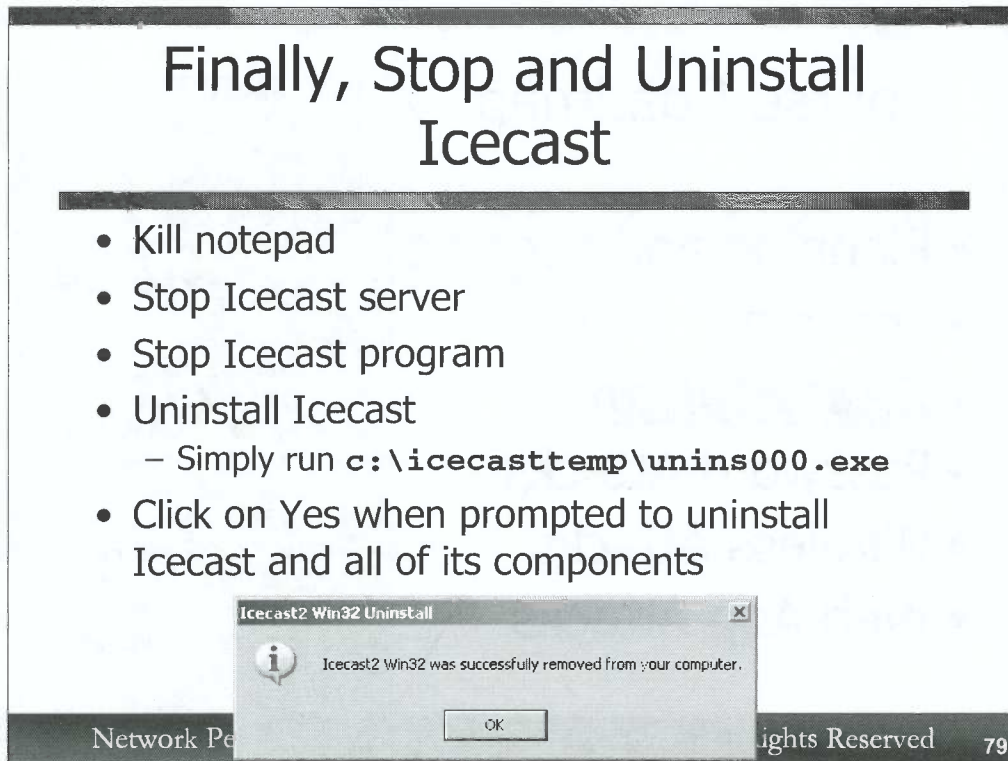 Finally, Stop and Uninstall
Icecast
• Kill notepad
• Stop Icecast server
• Stop Icecast program
• Uninstall Icecast
– Simply run c:\icecasttemp\unins000.exe
• Click on Yes when prompted to uninstall
Icecast and all of its components
Icecast2 Win32 Uninstall
Icecast2 Win32 was successfully removed from your computer.
OK
Network Pe
ights Reserved 79